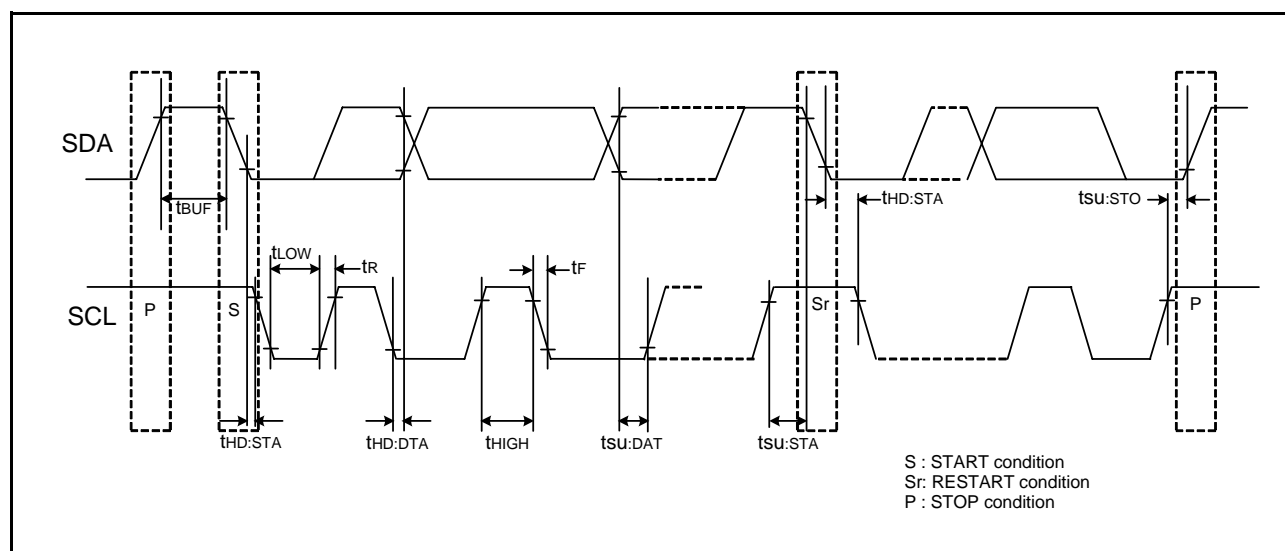 SDA
tBUF
tHD:STA
tsu:STO
tLOW
tR
tF
SCL
P
S
Sr
P
tHD:STA
tHD:DTA
tHIGH
tsu:DAT
tsu:STA
S : START condition
Sr: RESTART condition
P : STOP condition